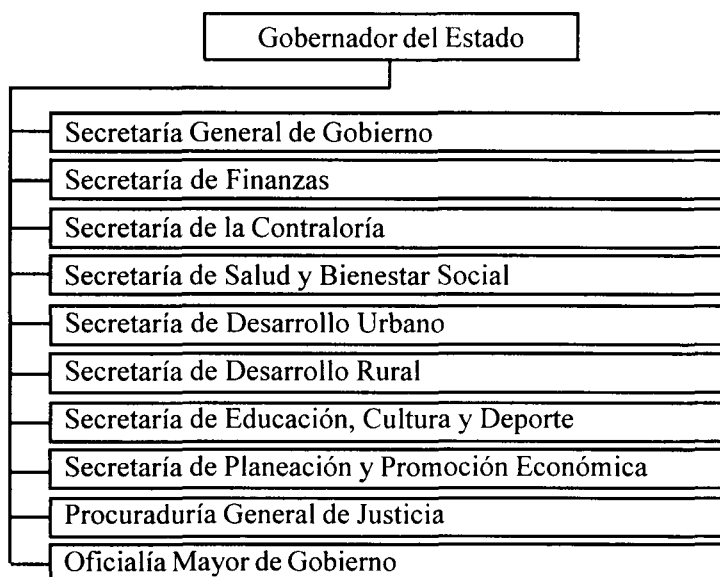 Gobernador del Estado
Secretaría General de Gobierno
Secretaría de Finanzas
Secretaría de la Contraloría
Secretaría de Salud y Bienestar Social
Secretaría de Desarrollo Urbano
Secretaría de Desarrollo Rural
Secretaría de Educación, Cultura y Deporte
Secretaría de Planeación y Promoción Económica
Procuraduría General de Justicia
Oficialía Mayor de Gobierno